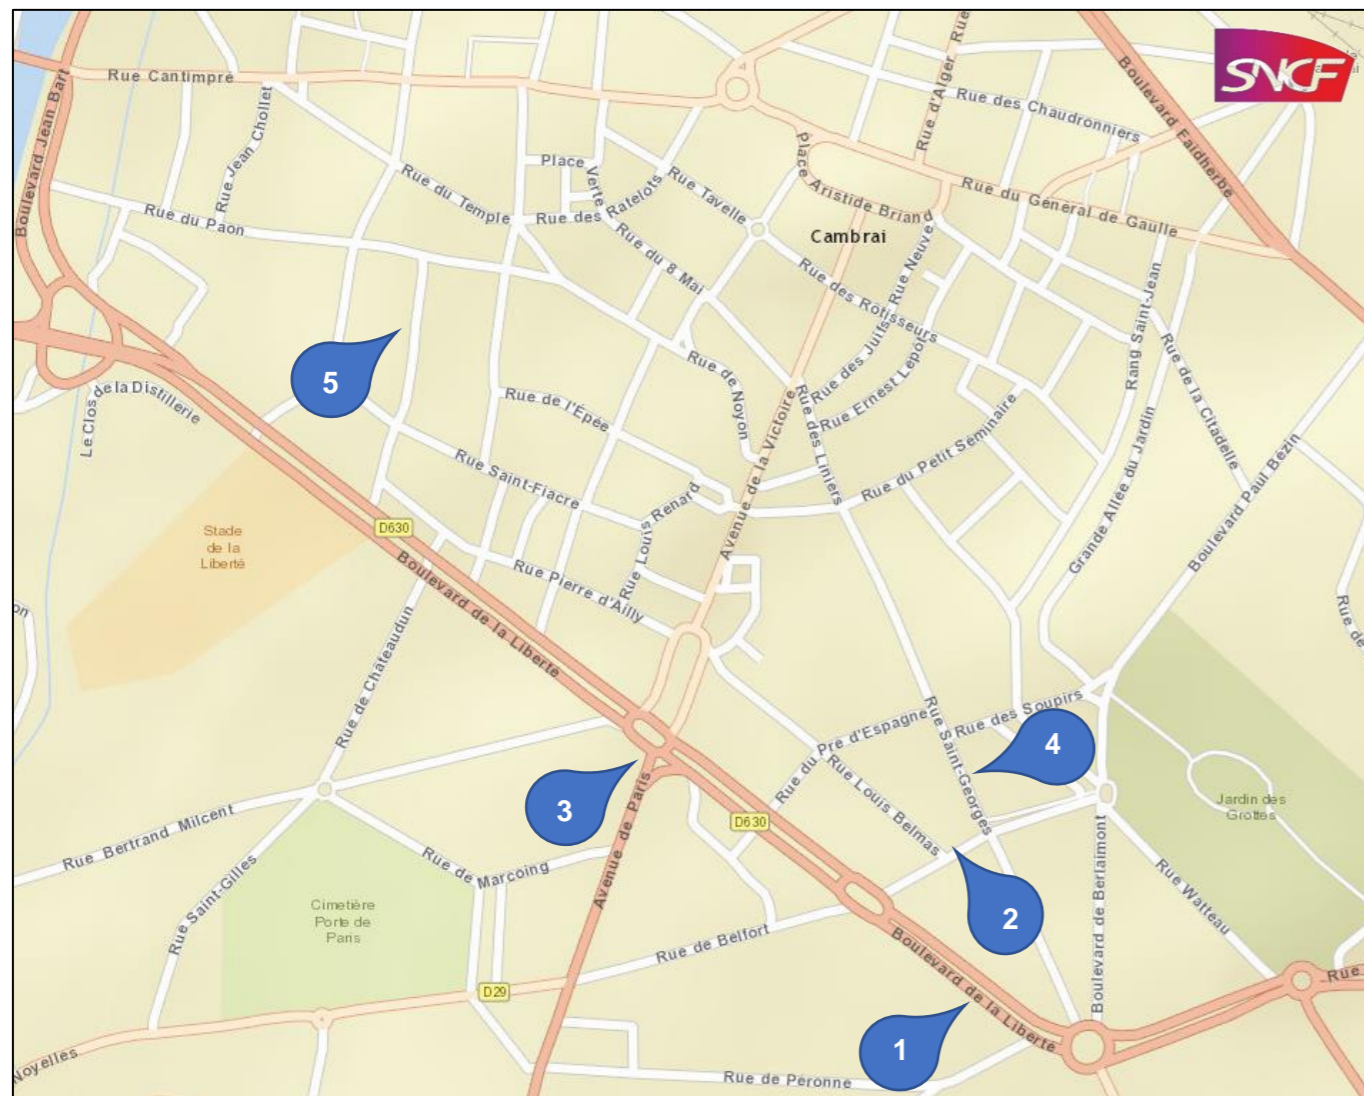 SNCF
Rue Cantimpré
Boulevard Jean Bart
Rue Jean Chollet
Rue du Paon
Rue du Temple
Place Verte
Rue des Ratelots
Rue Tavelle
Rue du 8 Mai
Place Aristide Briand
Rue d'Alger
Rue
Rue des Chaudronniers
Boulevard Faidherbe
Rue du Général de Gaulle
Cambrai
Rue Neuve
Rue des Rotisseurs
Rue des Juifs
Rue Ernest Lepot
Rang Saint-Jean
Rue de la Citadelle
5
Le Clos de la Distillerie
Rue de l'Épée
Rue de Noyon
Avenue de la Victoire
Rue des Liniers
Rue du Petit Séminaire
Grande Allée du Jardin
Boulevard Paul Bezin
Rue Saint-Fiacre
Rue Louis Renard
Stade
de la
Liberté
D630
Boulevard de la Liberte
Rue Pierre d'Ailly
Rue de
Rue de Châteaudun
Rue du Pré d'Espagne
Rue Saint-Georges
Rue des Soupirs
4
3
Rue Louis Belmas
D630
Jardin des
Grottes
Rue Bertrand Milcent
Avenue de Paris
Rue Saint-Gilles
Rue de Marcoing
Cimetière
Porte de
Paris
2
Boulevard de Berlaimont
Rue Watteau
Rue de Belfort
Boulevard de la Liberte
Rue
D29
1
Noyelles
Rue de Péronne